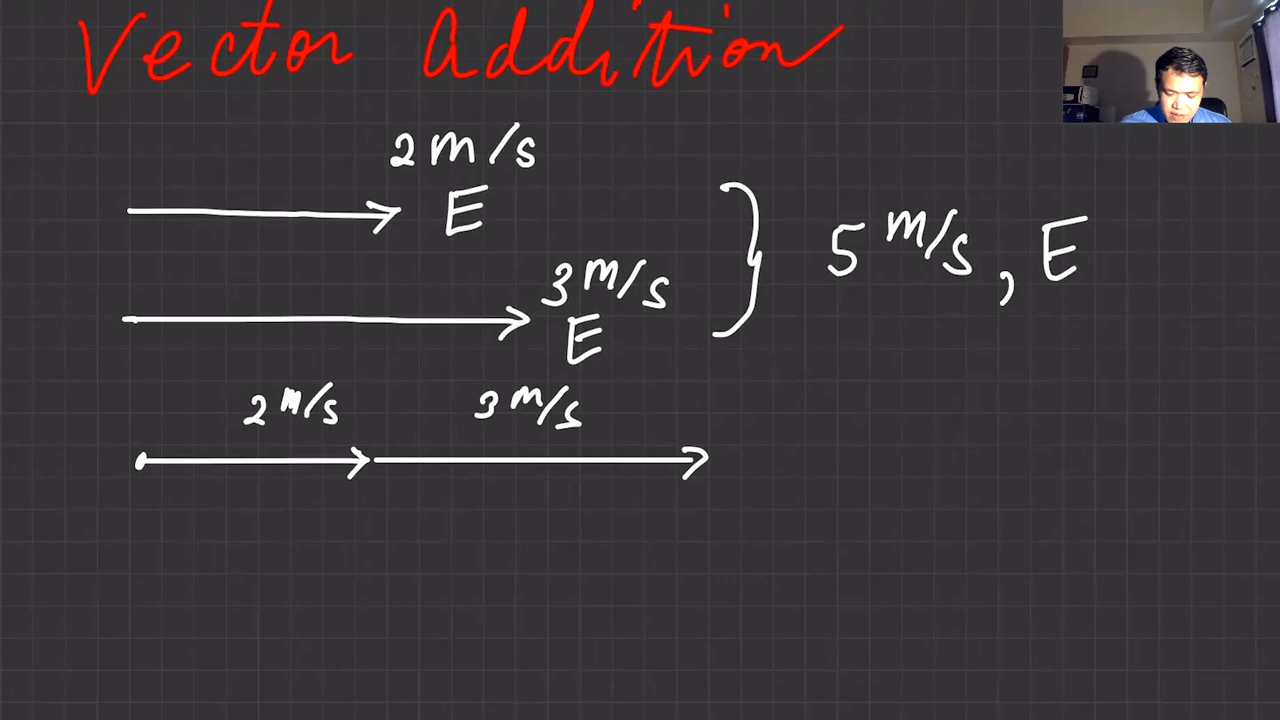 Vector Addition
2 m/s
E
5 m/s, E
3 m/s
E
2 m/s 3 m/s